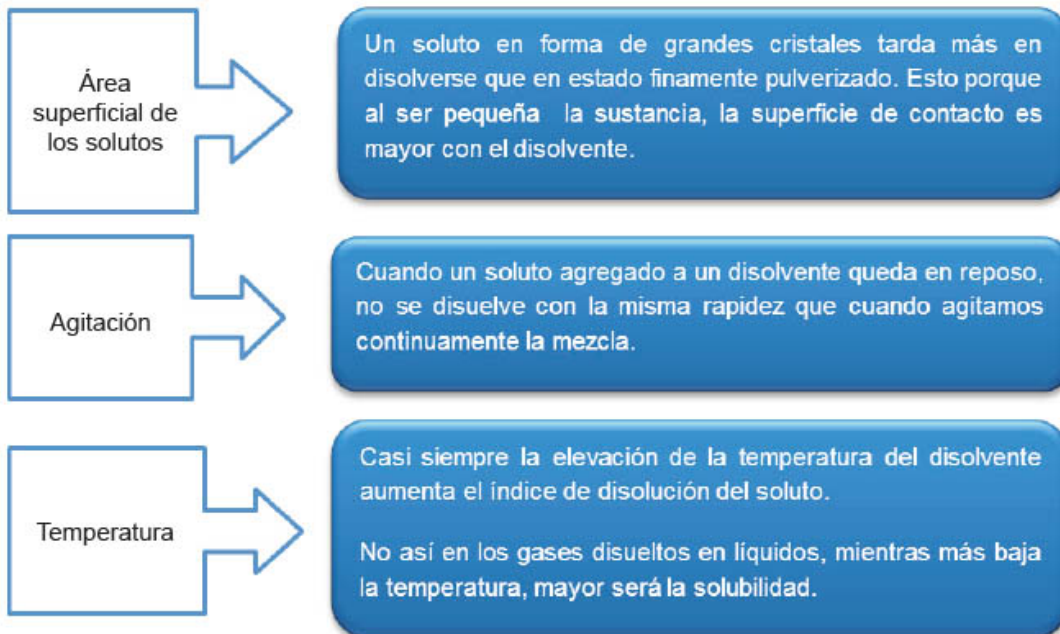 Área
superficial de
los solutos
Un soluto en forma de grandes cristales tarda más en
disolverse que en estado finamente pulverizado. Esto porque
al ser pequeña la sustancia, la superficie de contacto es
mayor con el disolvente.
Agitación
Cuando un soluto agregado a un disolvente queda en reposo,
no se disuelve con la misma rapidez que cuando agitamos
continuamente la mezcla.
Temperatura
Casi siempre la elevación de la temperatura del disolvente
aumenta el índice de disolución del soluto.
No así en los gases disueltos en líquidos, mientras más baja
la temperatura, mayor será la solubilidad.